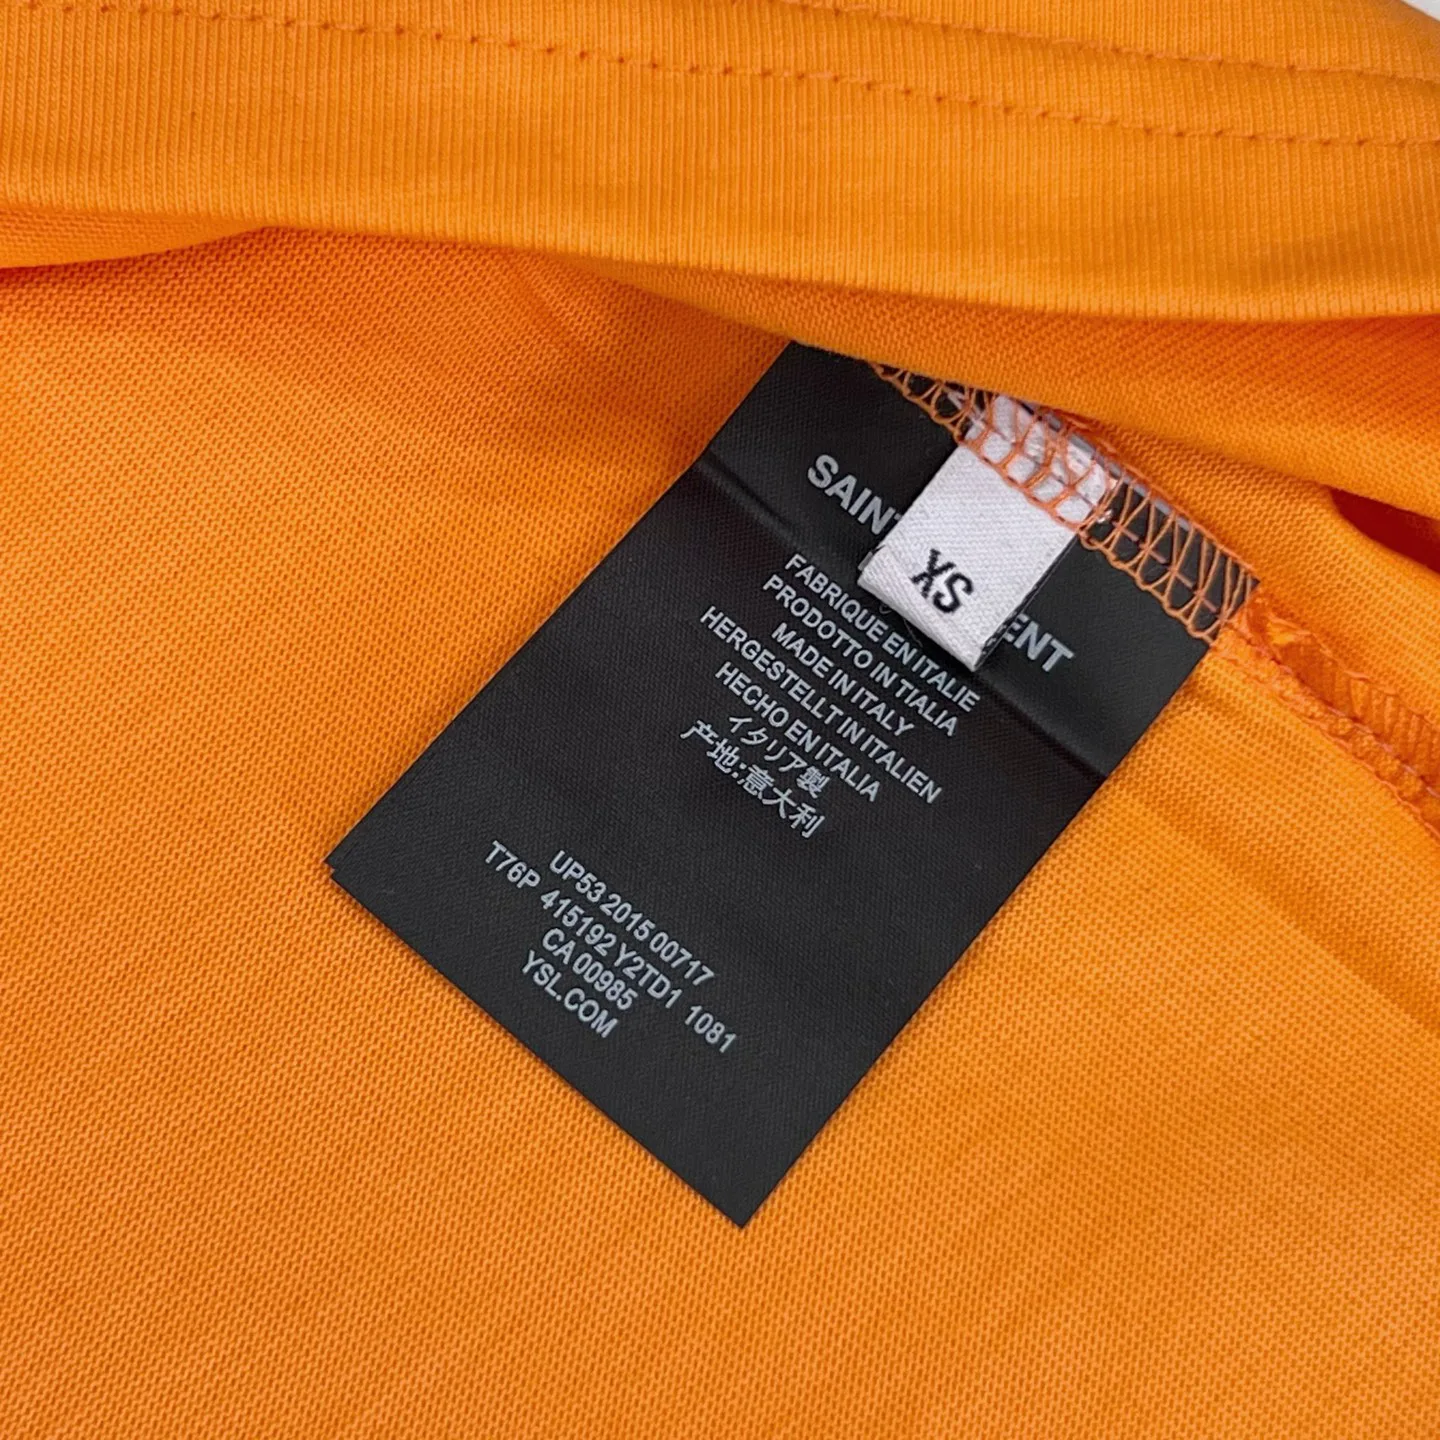 SAINT ENT
XS
FABRIQUE EN ITALIE
PRODOTTO IN TIALIA
MADE IN ITALY
HERGESTELLT IN ITALIEN
HECHO EN ITALIA
イタリア製
产地:意大利
UP53 2015 00717
T76P 415192 Y2TD1 1081
CA 00985
YSL.COM